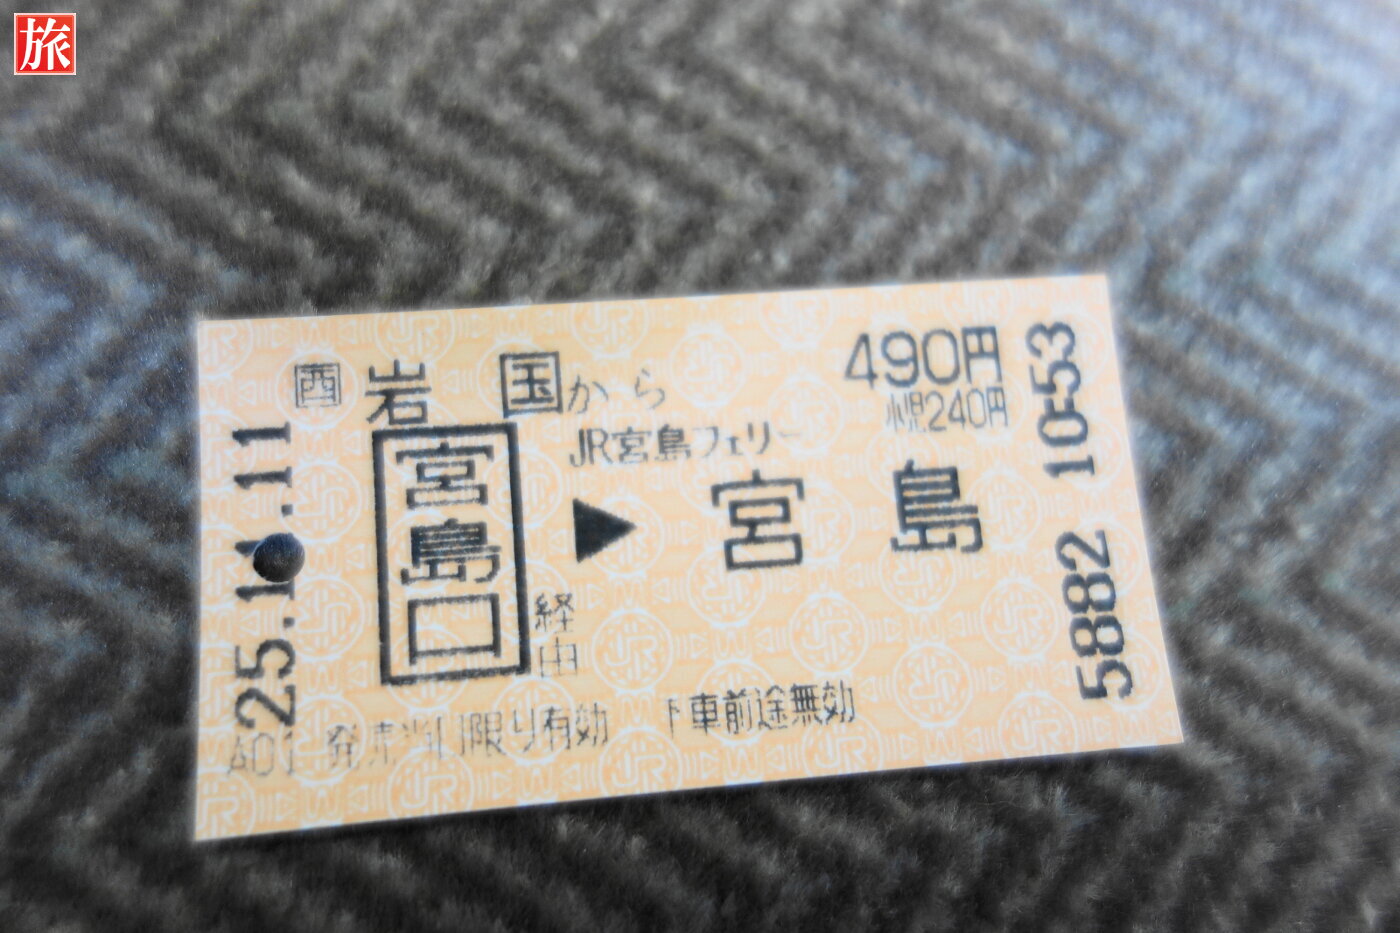 旅
西 岩国から
490円
小児240円
宮島口 経由
JR宮島フェリー
▶ 宮島
発売当日限り有効 下車前途無効
A01
25.11.11
5882 10-53